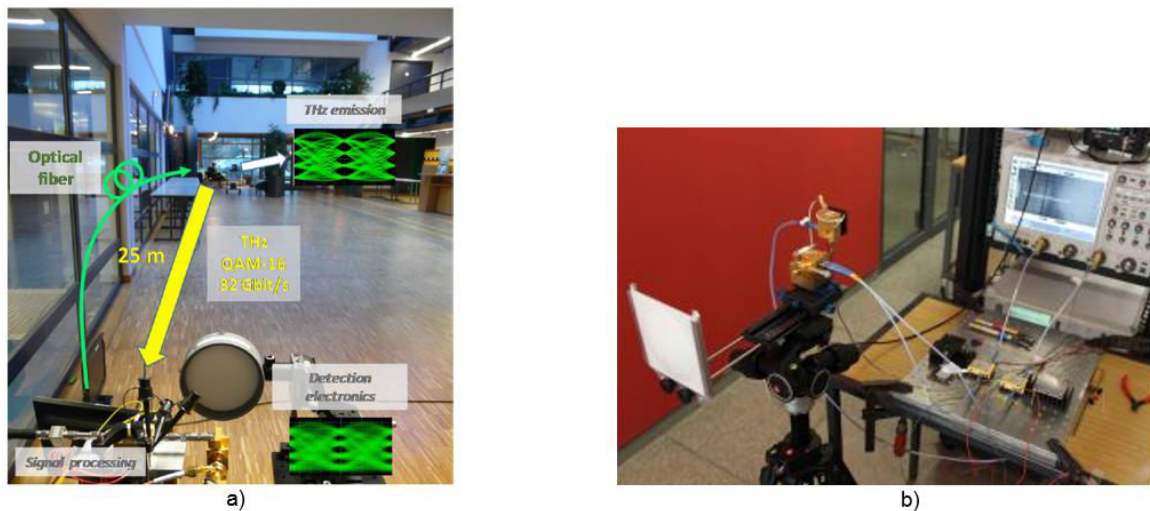 THz emission
Optical
fiber
25 m
THz
QAM-16
32 Gbit/s
Detection
electronics
Signal processing
a)
b)